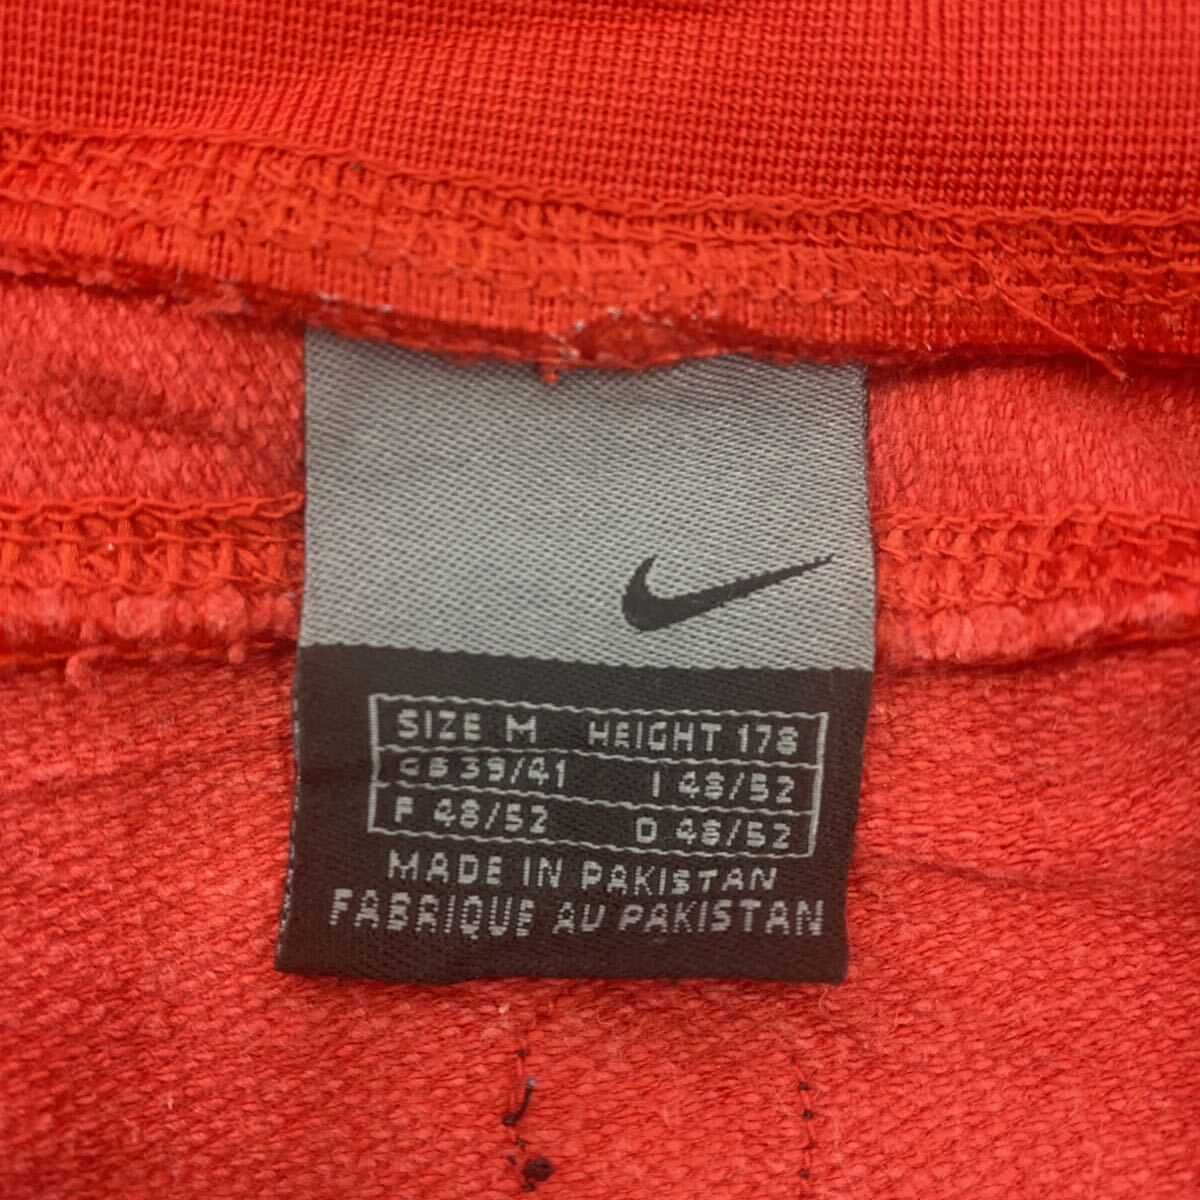 SIZE M HEIGHT 178
GB 39/41 I 48/52
F 48/52 D 48/52
MADE IN PAKISTAN
FABRIQUE AU PAKISTAN